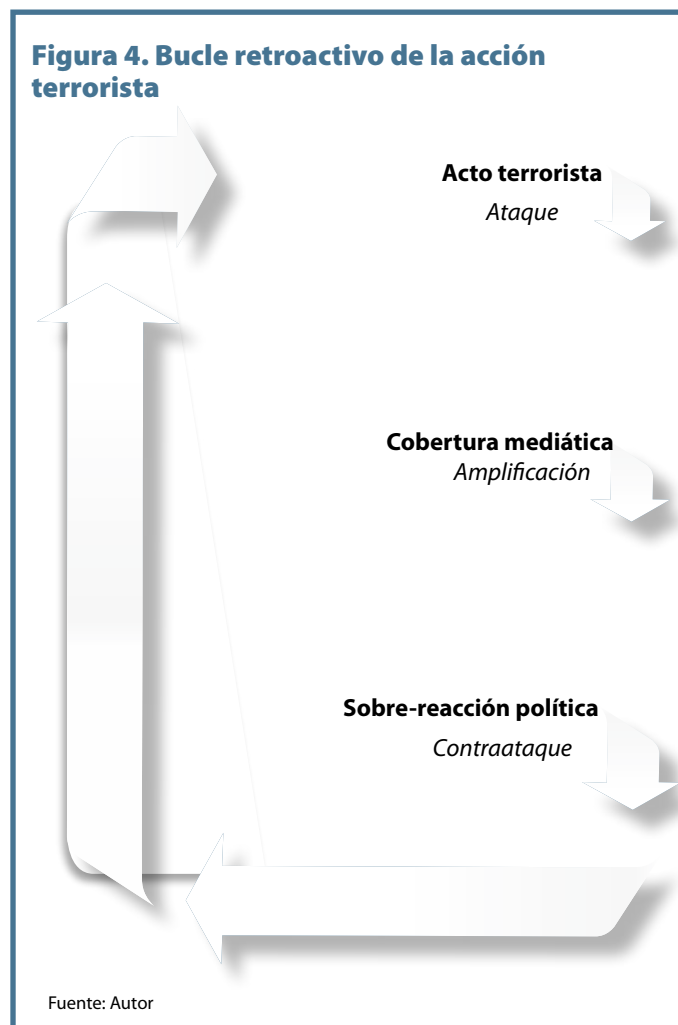 Figura 4. Bucle retroactivo de la acción
terrorista
Acto terrorista
Ataque
Cobertura mediática
Amplificación
Sobre-reacción política
Contraataque
Fuente: Autor